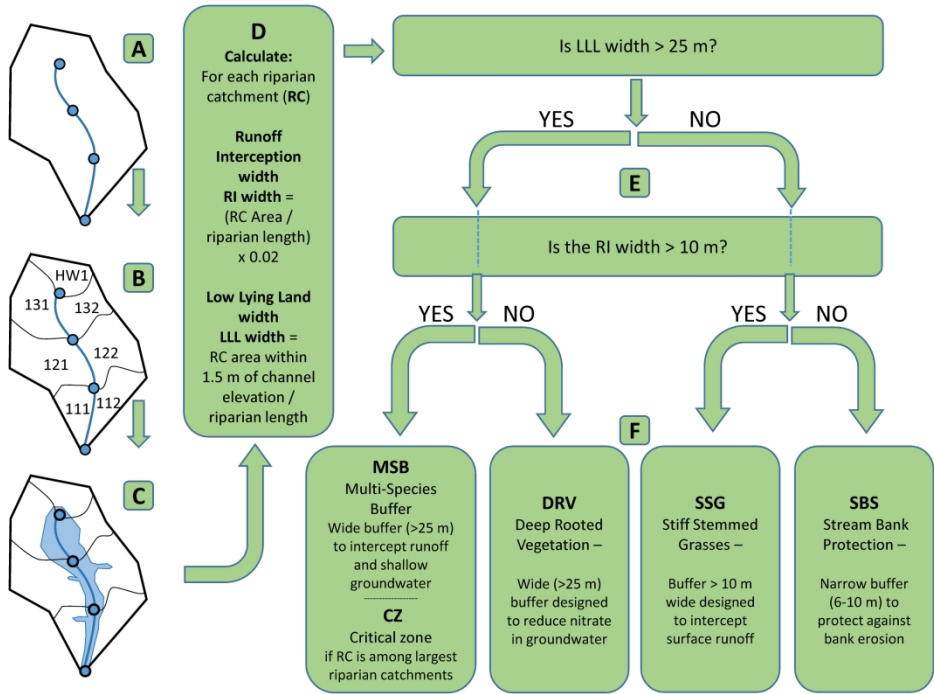 A
B
HW1
131
132
121
122
111
112
C
D
Calculate:
For each riparian
catchment (RC)
Runoff
Interception
width
RI width =
(RC Area /
riparian length)
x 0.02
Low Lying Land
width
LLL width =
RC area within
1.5 m of channel
elevation /
riparian length
Is LLL width > 25 m?
YES
NO
E
Is the RI width > 10 m?
YES
NO
YES
NO
F
MSB
Multi-Species
Buffer
Wide buffer (>25 m)
to intercept runoff
and shallow
groundwater
CZ
Critical zone
if RC is among largest
riparian catchments
DRV
Deep Rooted
Vegetation –
Wide (>25 m)
buffer designed
to reduce nitrate
in groundwater
SSG
Stiff Stemmed
Grasses –
Buffer > 10 m
wide designed
to intercept
surface runoff
SBS
Stream Bank
Protection –
Narrow buffer
(6-10 m) to
protect against
bank erosion